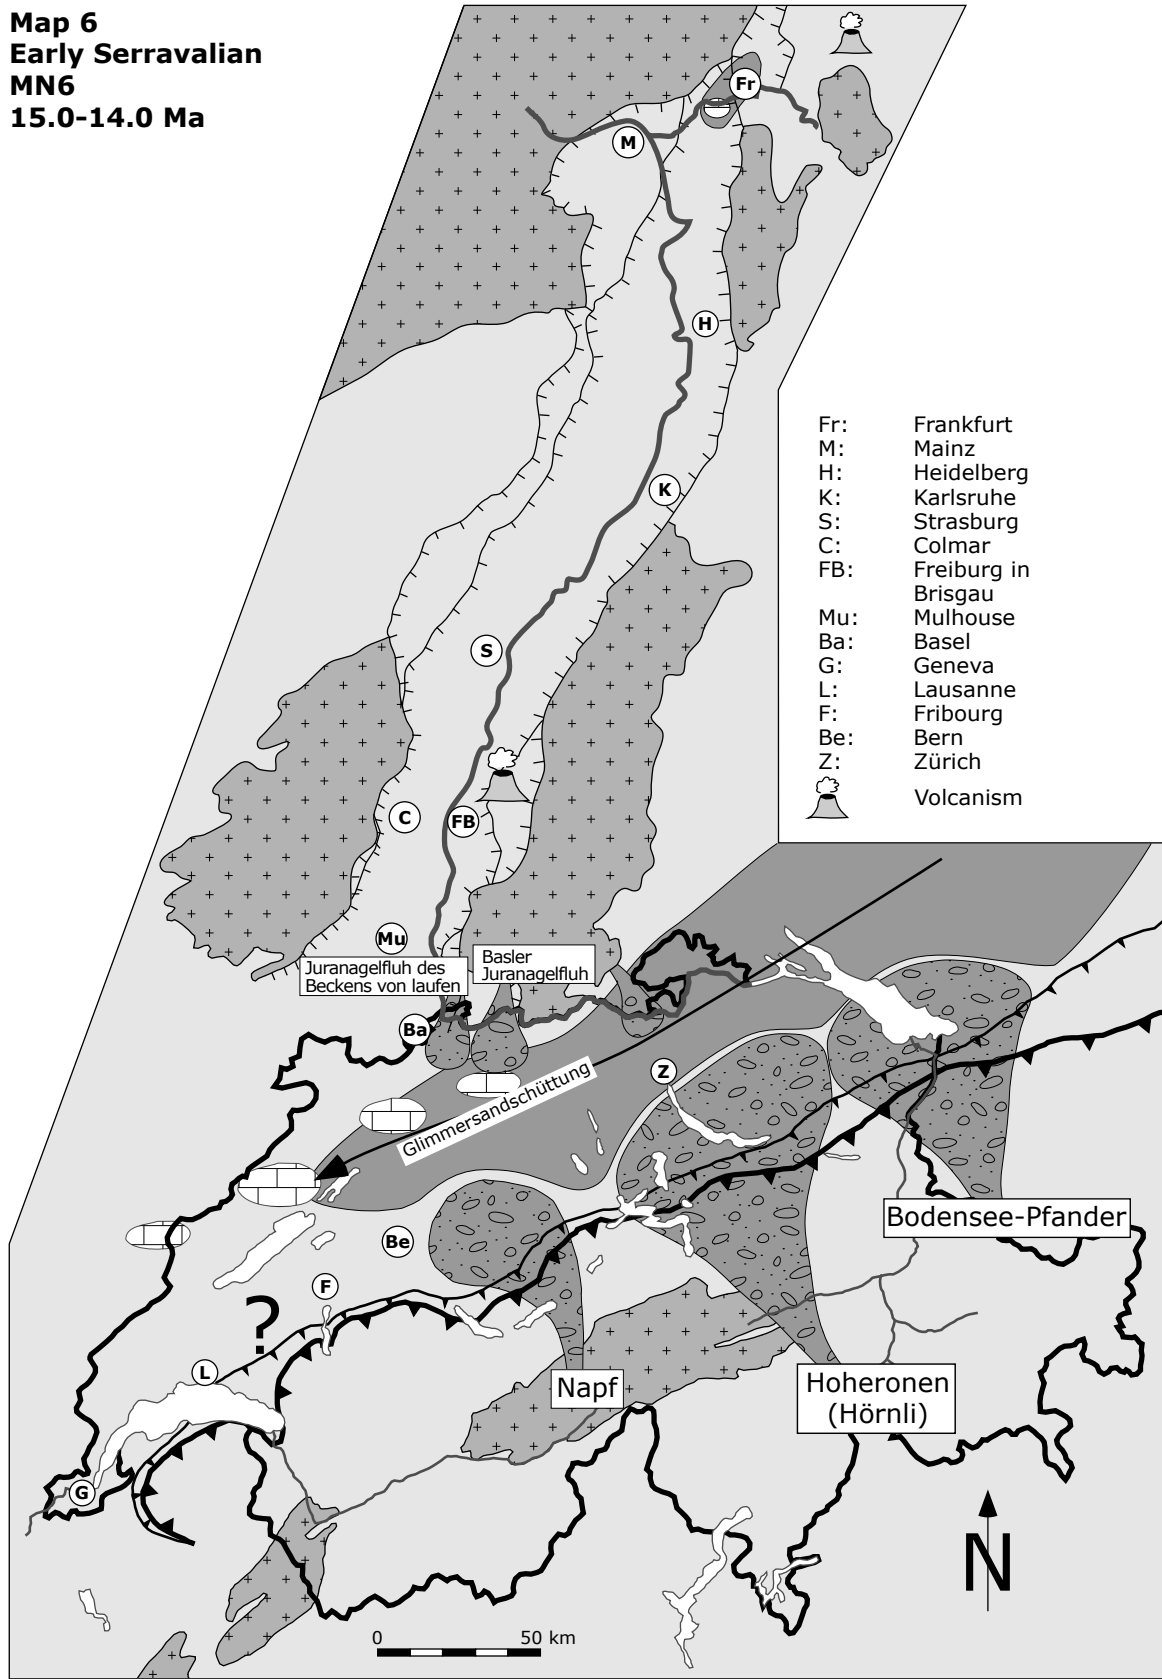 Map 6
Early Serravalian
MN6
15.0-14.0 Ma
Fr
M
H
K
S
C
FB
Mu
Ba
Z
Be
F
L
G
Fr: Frankfurt
M: Mainz
H: Heidelberg
K: Karlsruhe
S: Strasburg
C: Colmar
FB: Freiburg in
Brisgau
Mu: Mulhouse
Ba: Basel
G: Geneva
L: Lausanne
F: Fribourg
Be: Bern
Z: Zürich
Volcanism
Juranagelfluh des
Beckens von laufen
Basler
Juranagelfluh
Glimmersandschüttung
Bodensee-Pfander
?
Napf
Hoheronen
(Hörnli)
N
0 50 km